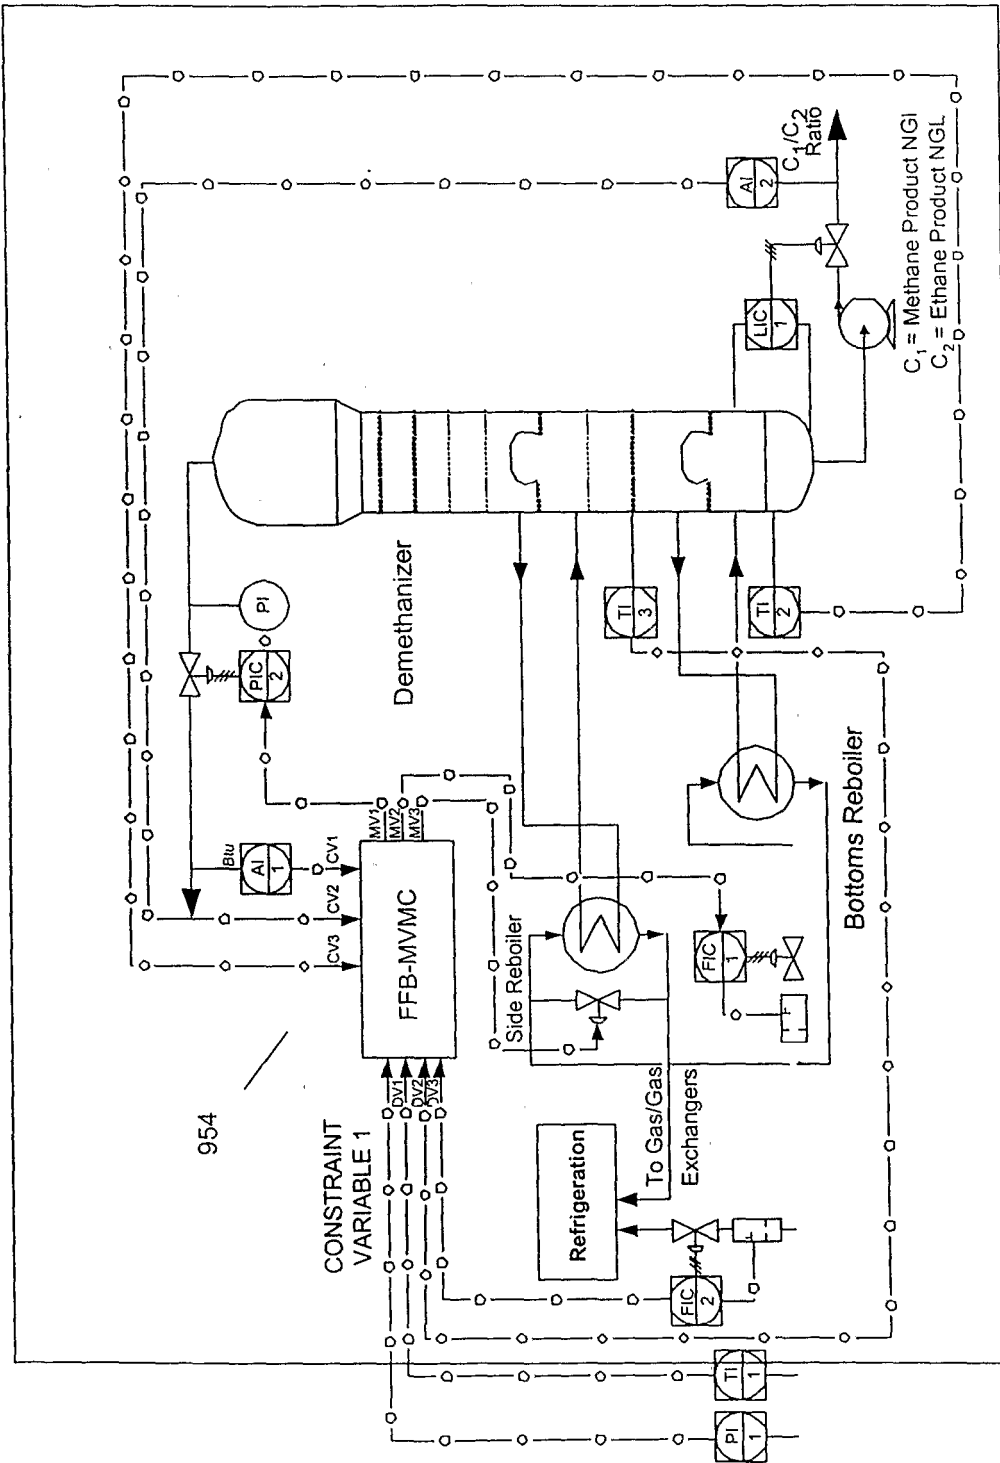 954
CONSTRAINT
VARIABLE 1
DV1
DV2
DV3
FFB-MVMC
CV3
CV2
CV1
MV1
MV2
MV3
Btu
AI
1
PIC
2
PI
Demethanizer
AI
2
C1/C2
Ratio
LIC
1
C1 = Methane Product NGl
C2 = Ethane Product NGL
TI
3
TI
2
Side Reboiler
Bottoms Reboiler
FIC
1
To Gas/Gas
Exchangers
Refrigeration
FIC
2
TI
1
PI
1